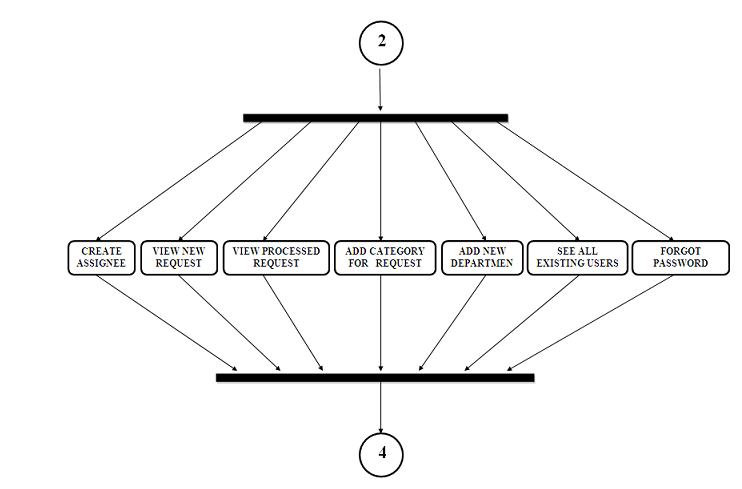 2
CREATE
ASSIGNEE
VIEW NEW
REQUEST
VIEW PROCESSED
REQUEST
ADD CATEGORY
FOR REQUEST
ADD NEW
DEPARTMEN
SEE ALL
EXISTING USERS
FORGOT
PASSWORD
4